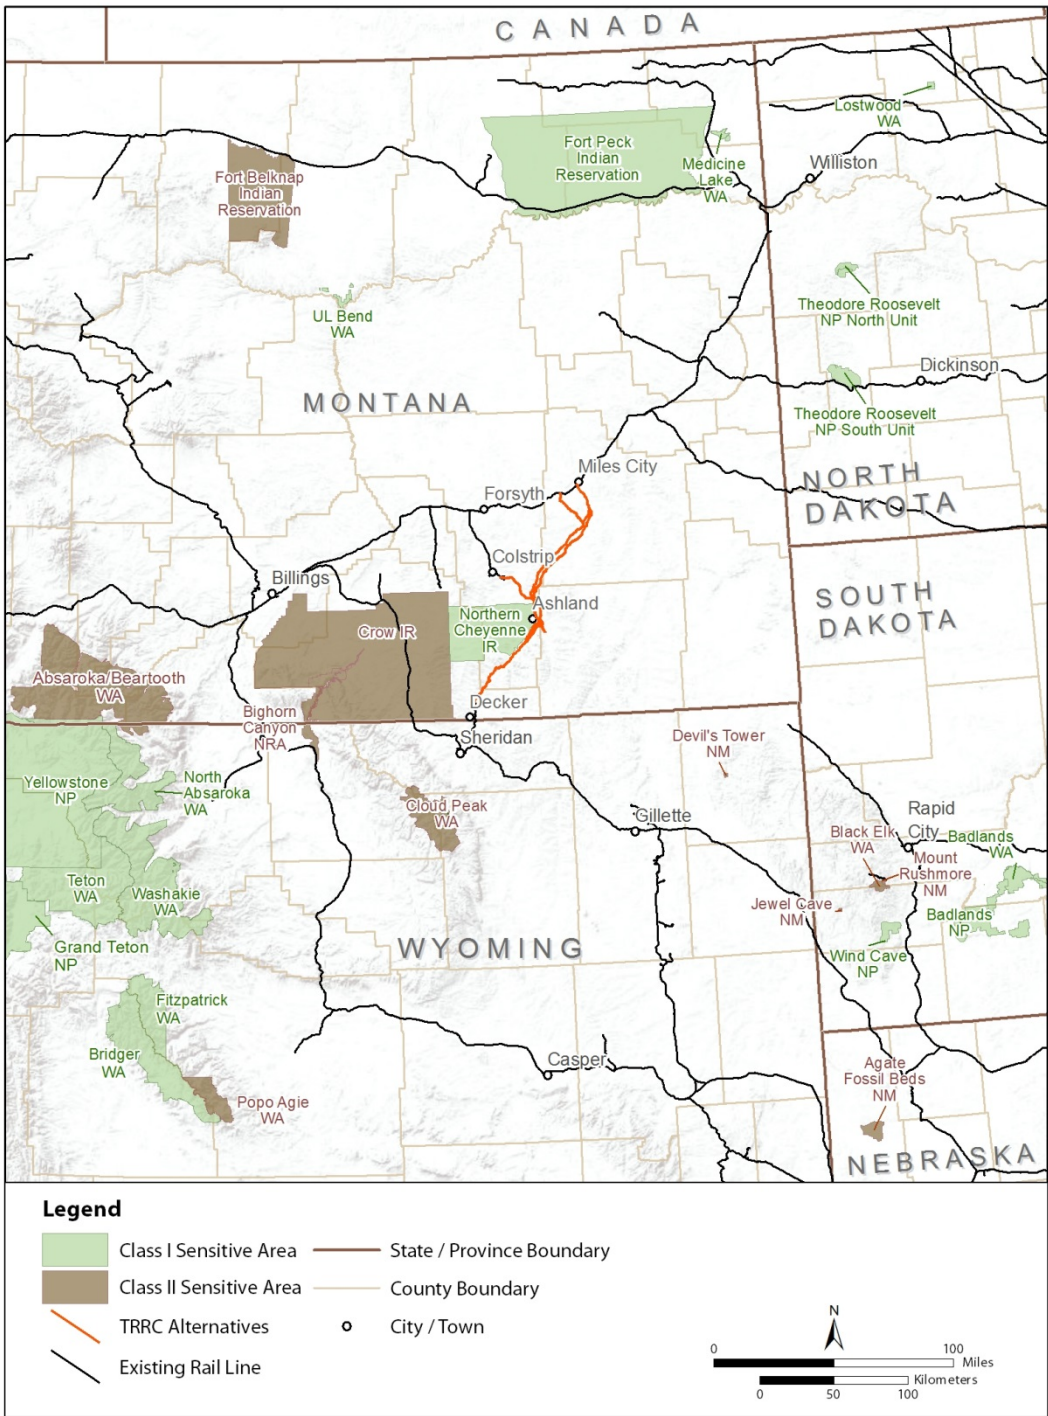 CANADA
Lostwood
WA
Fort Peck
Indian
Reservation
Medicine
Lake
WA
Williston
Fort Belknap
Indian
Reservation
Theodore Roosevelt
NP North Unit
UL Bend
WA
Dickinson
MONTANA
Theodore Roosevelt
NP South Unit
Miles City
Forsyth
NORTH
DAKOTA
Colstrip
Billings
Ashland
SOUTH
DAKOTA
Northern
Cheyenne
IR
Crow IR
Absaroka/Beartooth
WA
Bighorn
Canyon
NRA
Decker
Sheridan
Devil's Tower
NM
Yellowstone
NP
North
Absaroka
WA
Cloud Peak
WA
Gillette
Rapid
City
Black Elk
WA
Badlands
WA
Mount
Rushmore
NM
Teton
WA
Washakie
WA
Jewel Cave
NM
Badlands
NP
Grand Teton
NP
WYOMING
Wind Cave
NP
Fitzpatrick
WA
Bridger
WA
Casper
Agate
Fossil Beds
NM
Popo Agie
WA
NEBRASKA
Legend
Class I Sensitive Area
State / Province Boundary
Class II Sensitive Area
County Boundary
TRRC Alternatives
City / Town
Existing Rail Line
N
0 100
Miles
Kilometers
0 50 100